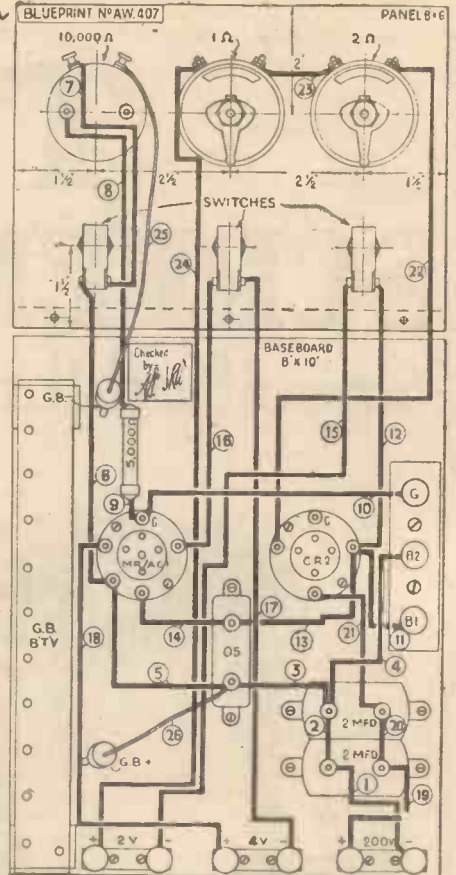 BLUEPRINT Nº AW.407
PANEL 8×6
10,000Ω
1 Ω
2 Ω
2"
7
23
8
1½
2½"
2½"
1½
SWITCHES
25
24
22
1½"
Checked
by
BASEBOARD
8"X10"
G.B-
8
5,000Ω
16
15
12
9
G
G
10
G
MR/AC1
CR2
B2
B1
G.B.
BTY
18
14
17
13
21
11
OS
5
3
4
26
2
2 MFD
20
2 MFD
G.B+
1
19
+ 2V -
+ 4V -
+ 200V -